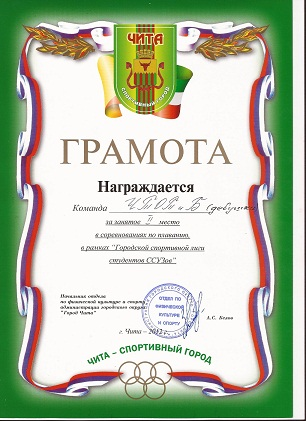 ЧИТА
СПОРТИВНЫЙ ГОРОД
ГРАМОТА
Награждается
Команда (девушки)
за занятое II место
в соревнованиях по плаванию,
в рамках "Городской спортивной лиги
студентов ССУЗов".
Начальник отдела
по физической культуре и спорту
администрации городского округа
"Город Чита"
ОТДЕЛ ПО
ФИЗИЧЕСКОЙ
КУЛЬТУРЕ
И СПОРТУ
А.С. Белов
г. Чита – 2012 г.
ЧИТА – СПОРТИВНЫЙ ГОРОД